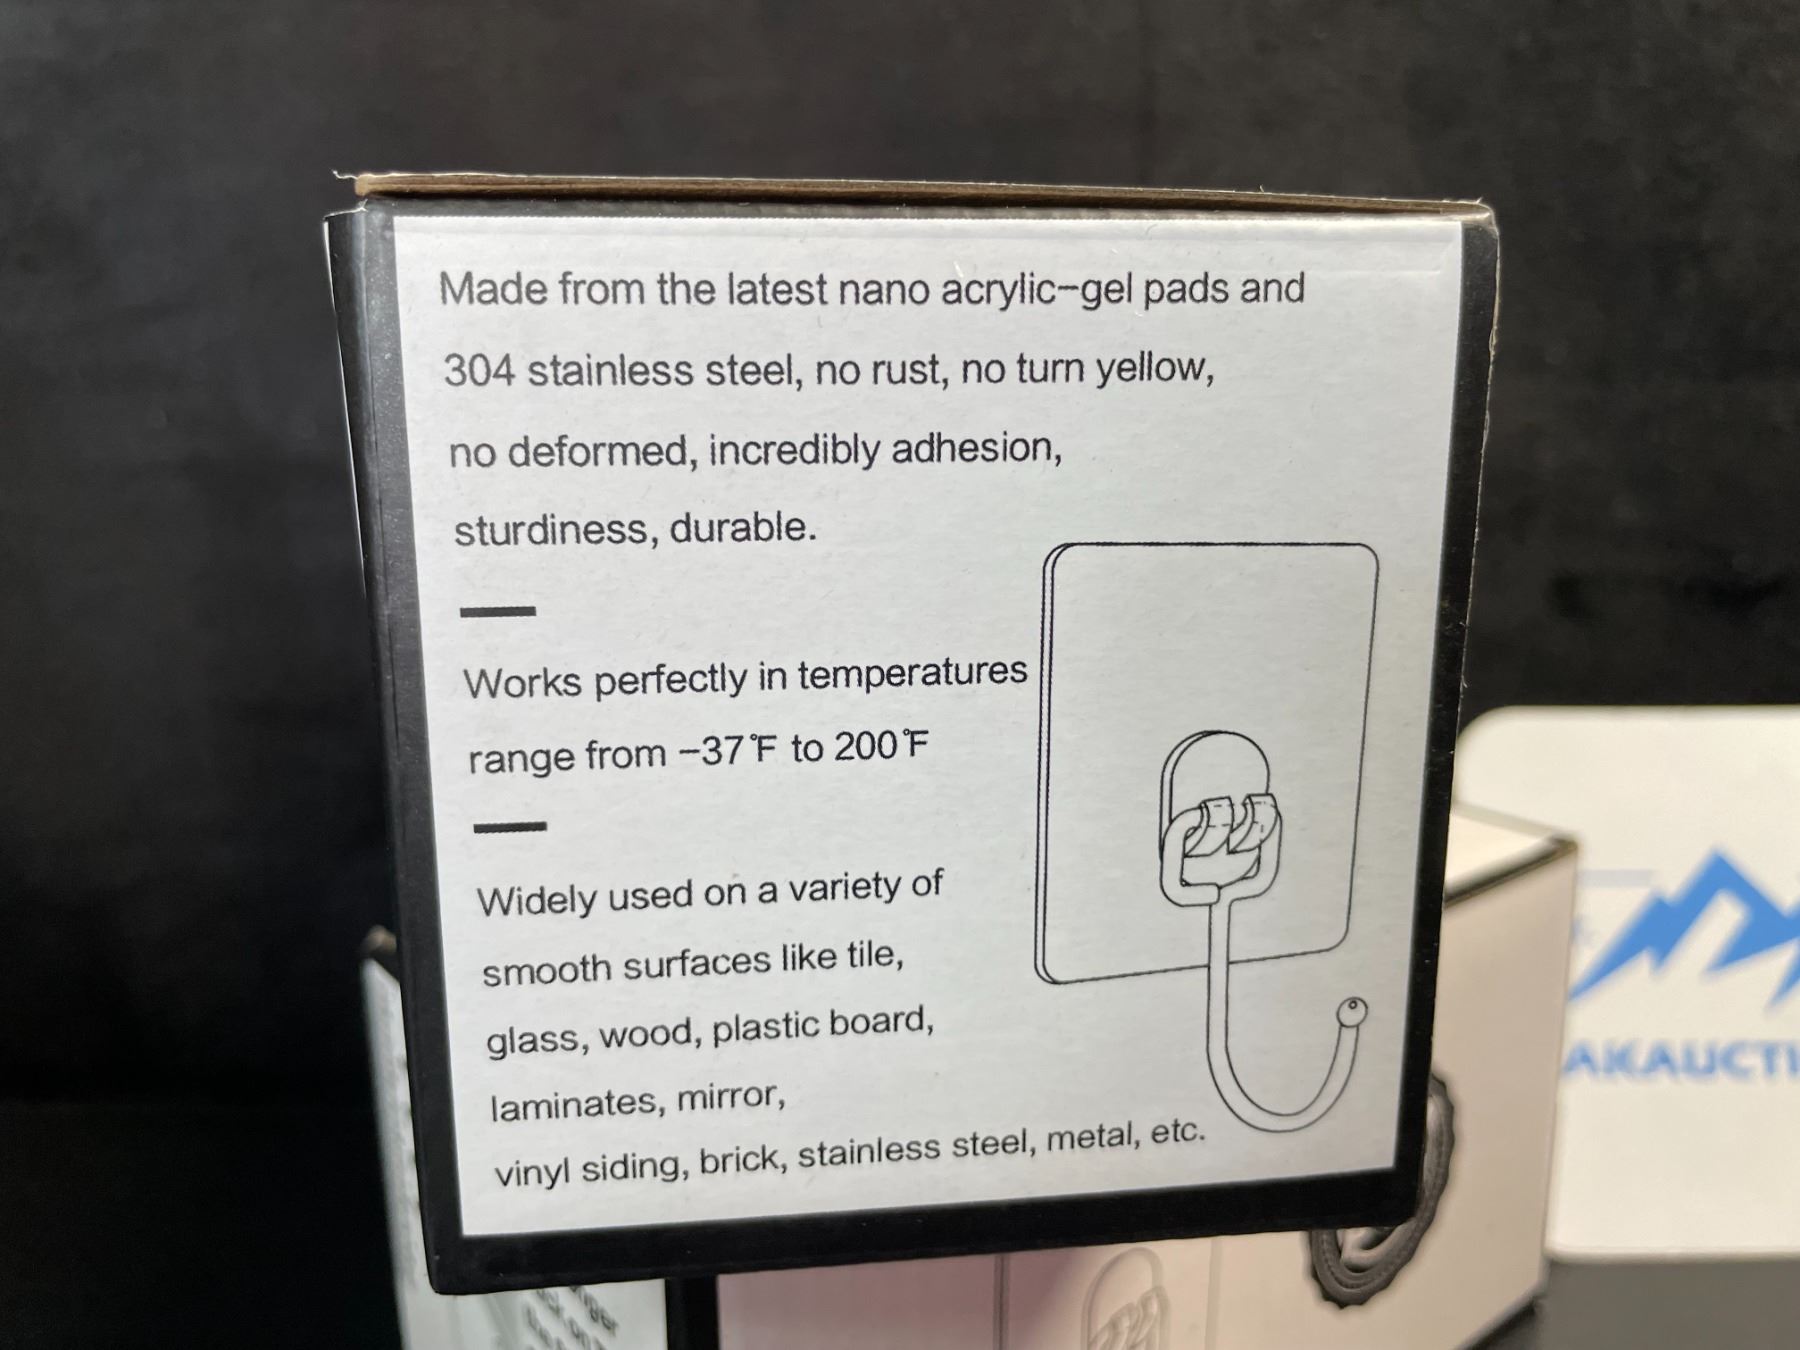 Made from the latest nano acrylic-gel pads and
304 stainless steel, no rust, no turn yellow,
no deformed, incredibly adhesion,
sturdiness, durable.
Works perfectly in temperatures
range from -37℉ to 200℉
Widely used on a variety of
smooth surfaces like tile,
glass, wood, plastic board,
laminates, mirror,
vinyl siding, brick, stainless steel, metal, etc.
AKAUCTI